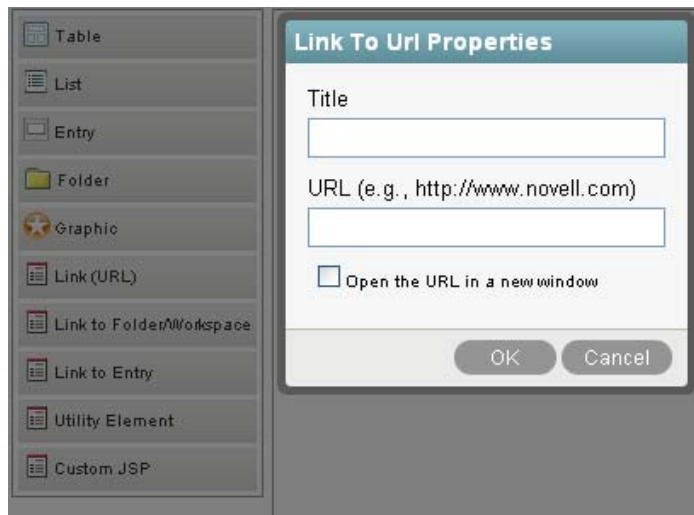 Table
List
Entry
Folder
Graphic
Link (URL)
Link to Folder/Workspace
Link to Entry
Utility Element
Custom JSP
Link To Url Properties
Title
URL (e.g., http://www.novell.com)
Open the URL in a new window
OK
Cancel